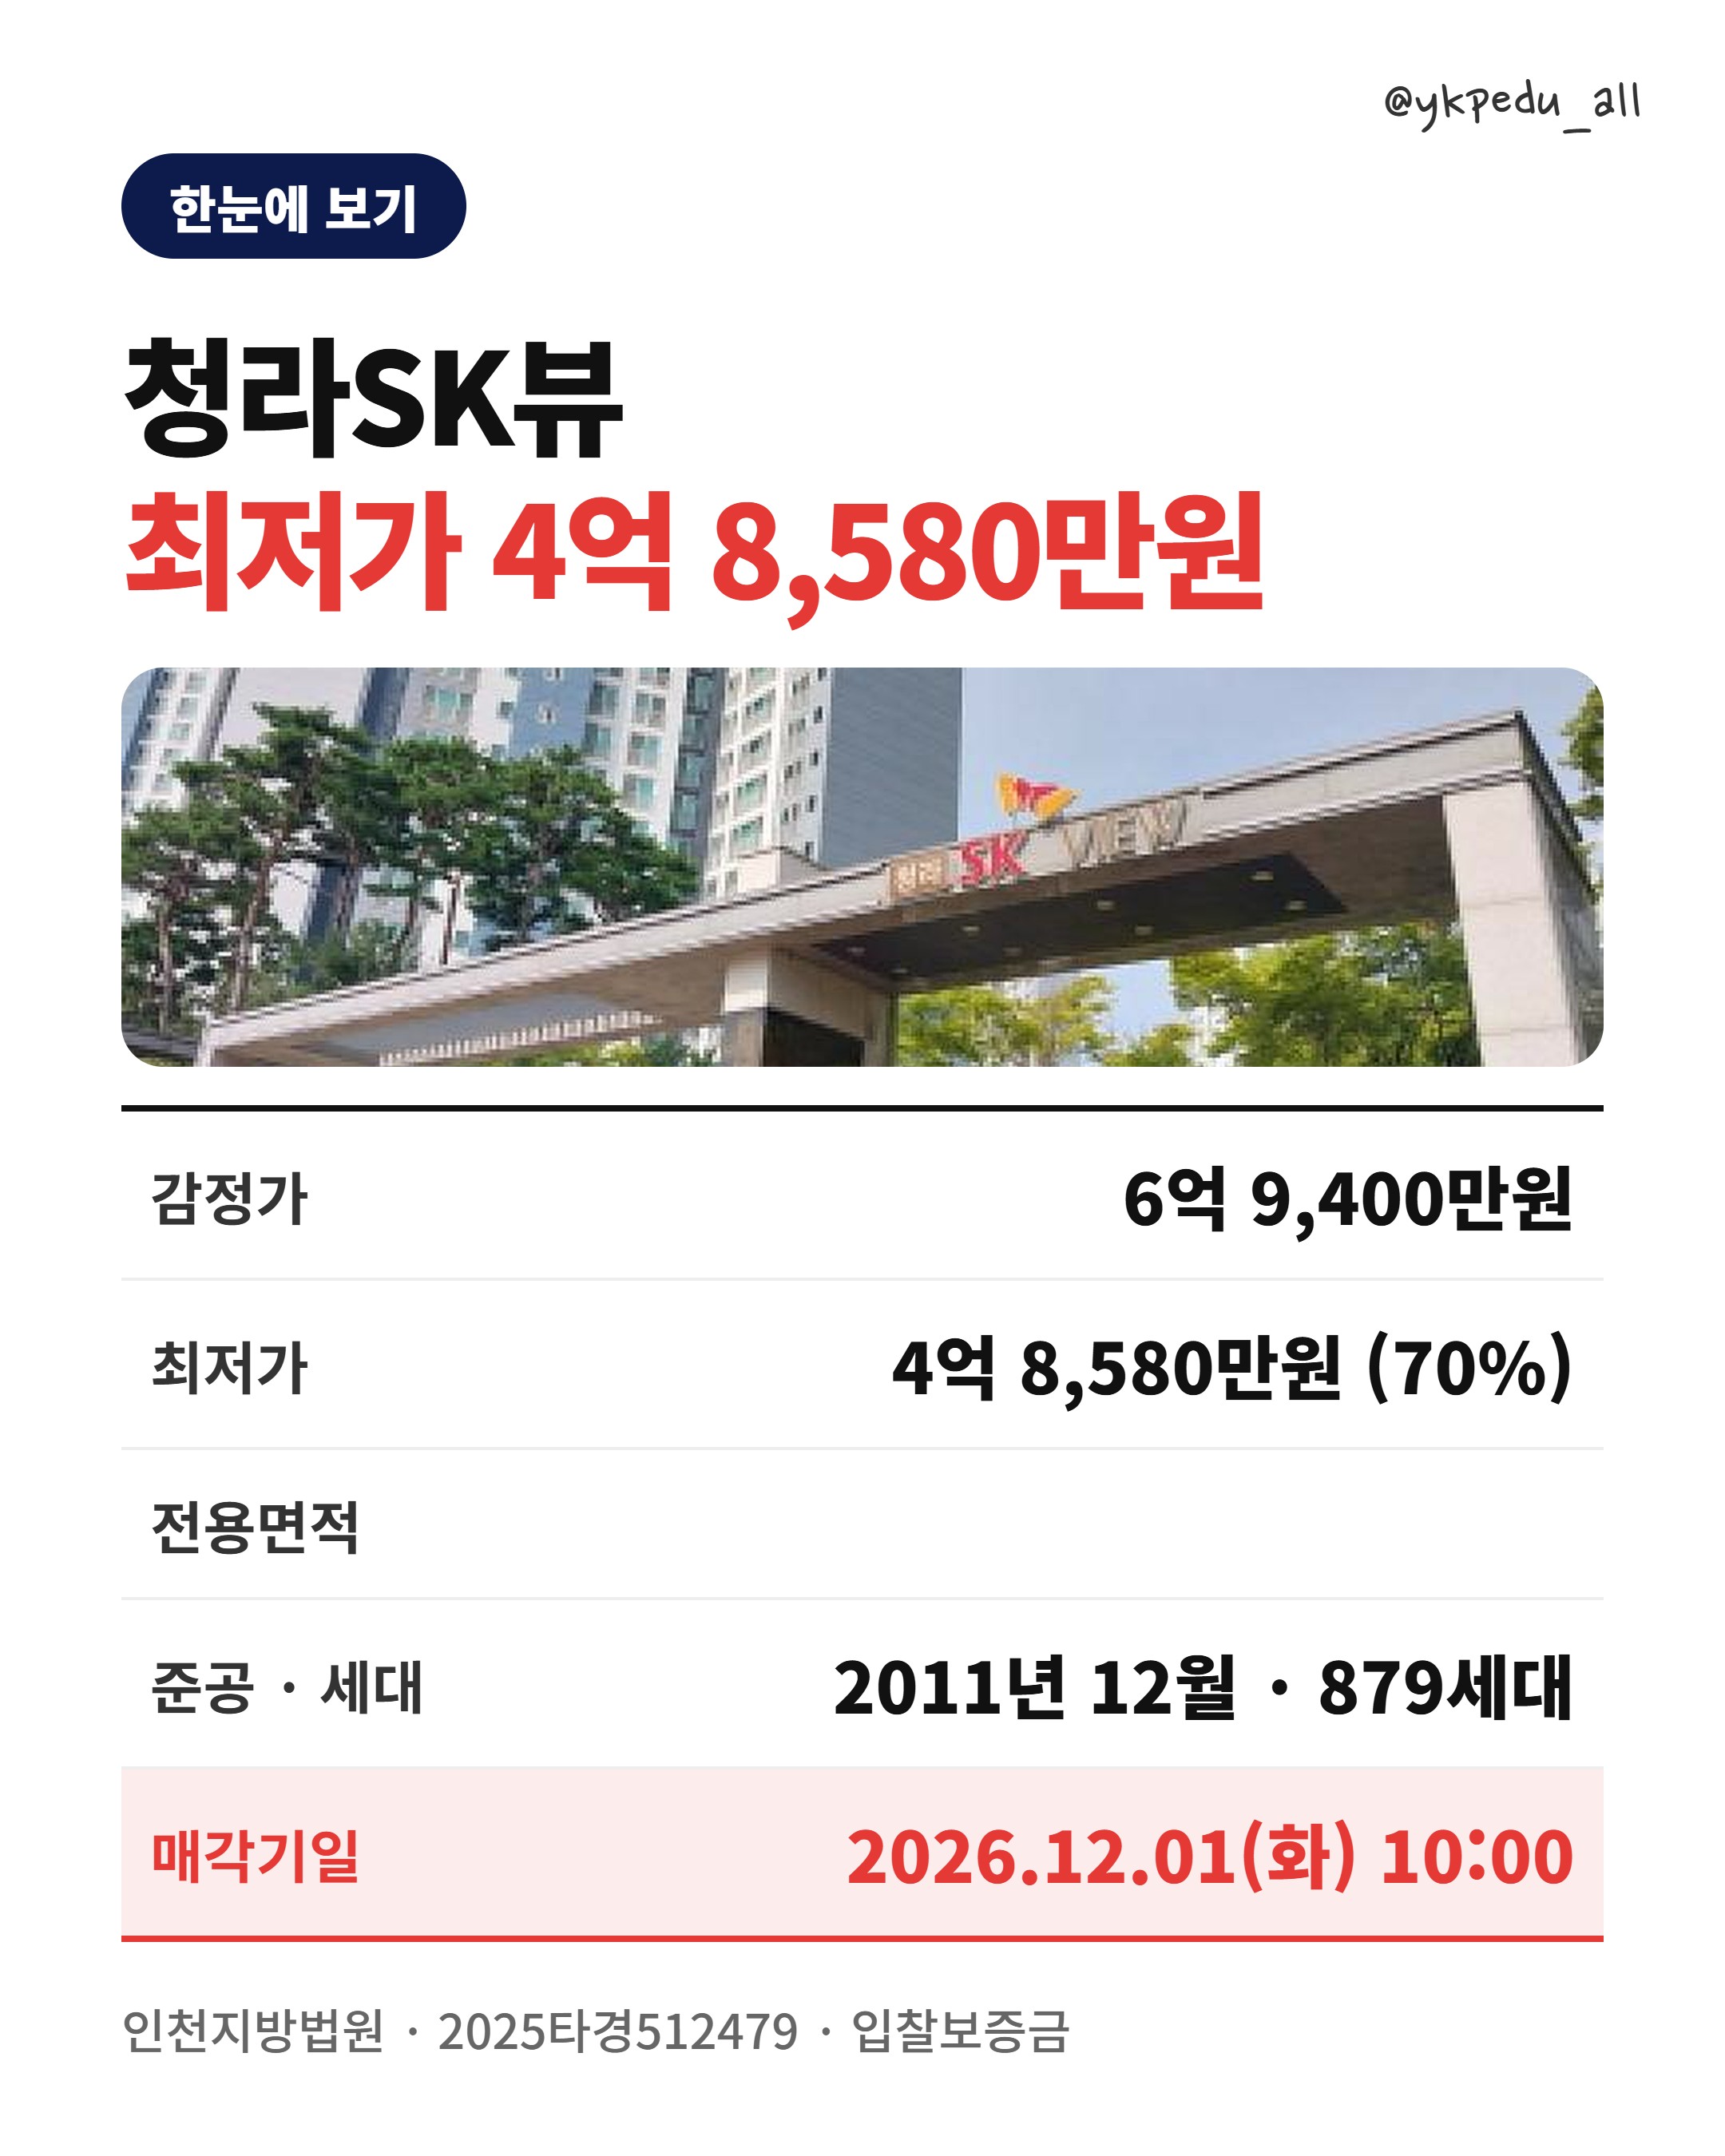 @ykpedu_all
한눈에 보기
청라SK뷰
최저가 4억 8,580만원
청라 SK VIEW
감정가 6억 9,400만원
최저가 4억 8,580만원 (70%)
전용면적
준공 · 세대 2011년 12월 · 879세대
매각기일 2026.12.01(화) 10:00
인천지방법원 · 2025타경512479 · 입찰보증금